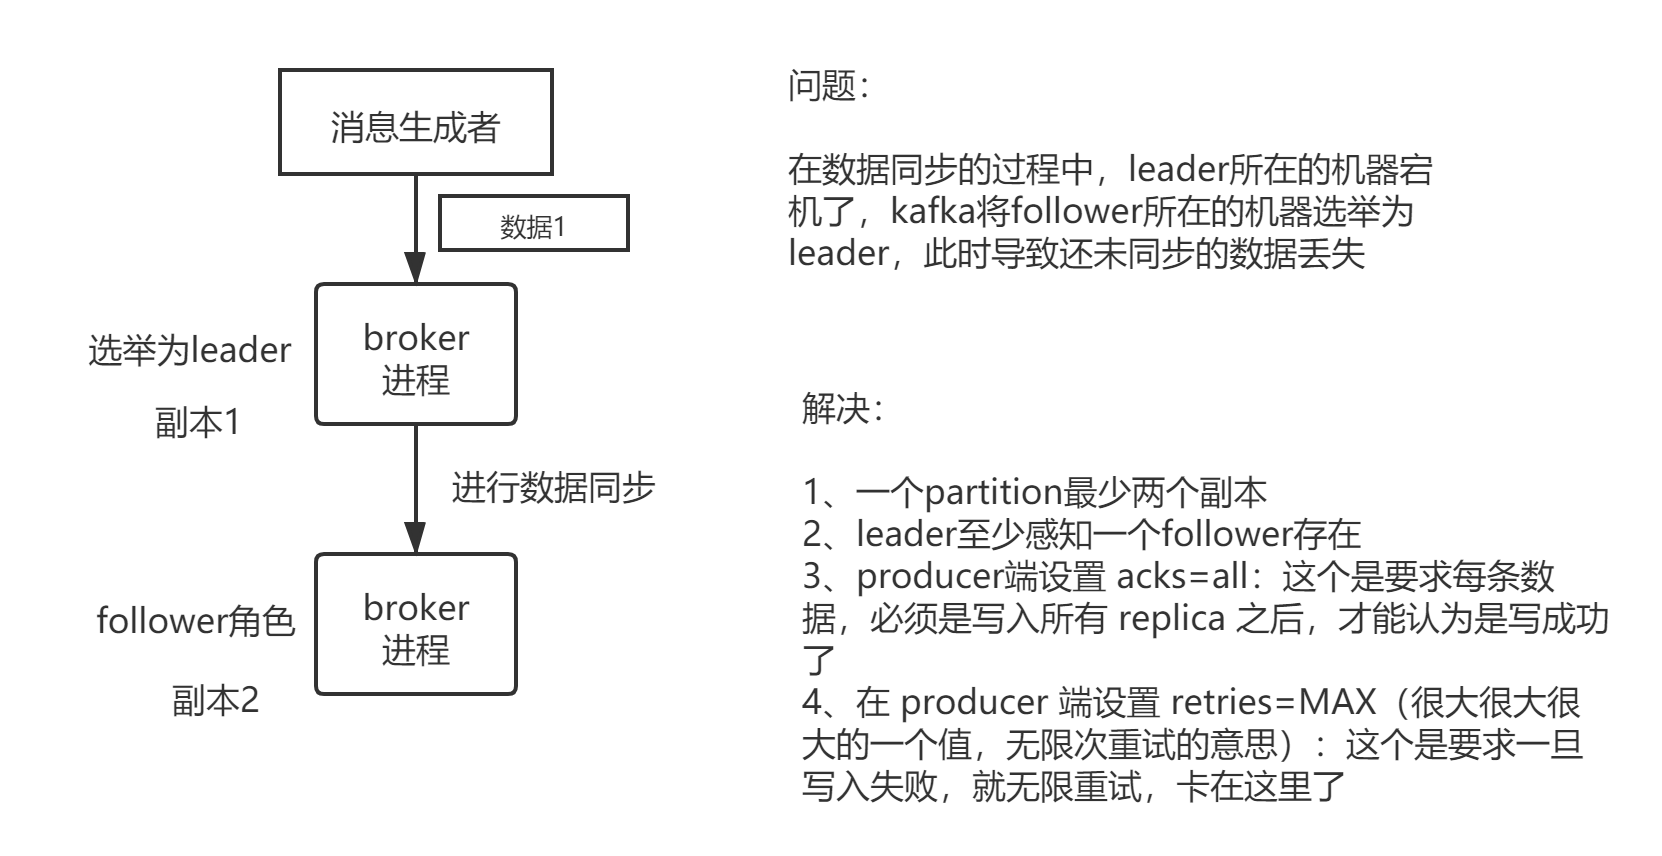 消息生成者
数据1
选举为leader
副本1
broker
进程
进行数据同步
follower角色
副本2
broker
进程
问题：
在数据同步的过程中，leader所在的机器宕
机了，kafka将follower所在的机器选举为
leader，此时导致还未同步的数据丢失
解决：
1、一个partition最少两个副本
2、leader至少感知一个follower存在
3、producer端设置 acks=all：这个是要求每条数
据，必须是写入所有 replica 之后，才能认为是写成功
了
4、在 producer 端设置 retries=MAX（很大很大很
大的一个值，无限次重试的意思）：这个是要求一旦
写入失败，就无限重试，卡在这里了